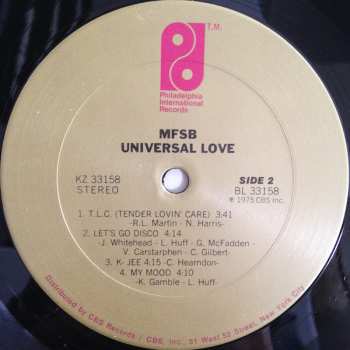 T.M.
Philadelphia
International
Records
MFSB
UNIVERSAL LOVE
KZ 33158
STEREO
SIDE 2
BL 33158
℗ 1975 CBS Inc.
1. T.L.C. (TENDER LOVIN' CARE) 3:41
-R.L. Martin - N. Harris-
2. LET'S GO DISCO 4:14
-J. Whitehead - L. Huff - G. McFadden -
V. Carstarphen - C. Gilbert-
3. K- JEE 4:15 -C. Hearndon-
4. MY MOOD 4:10
-K. Gamble - L. Huff-
Distributed by CBS Records / CBS, Inc., 51 West 52 Street, New York City